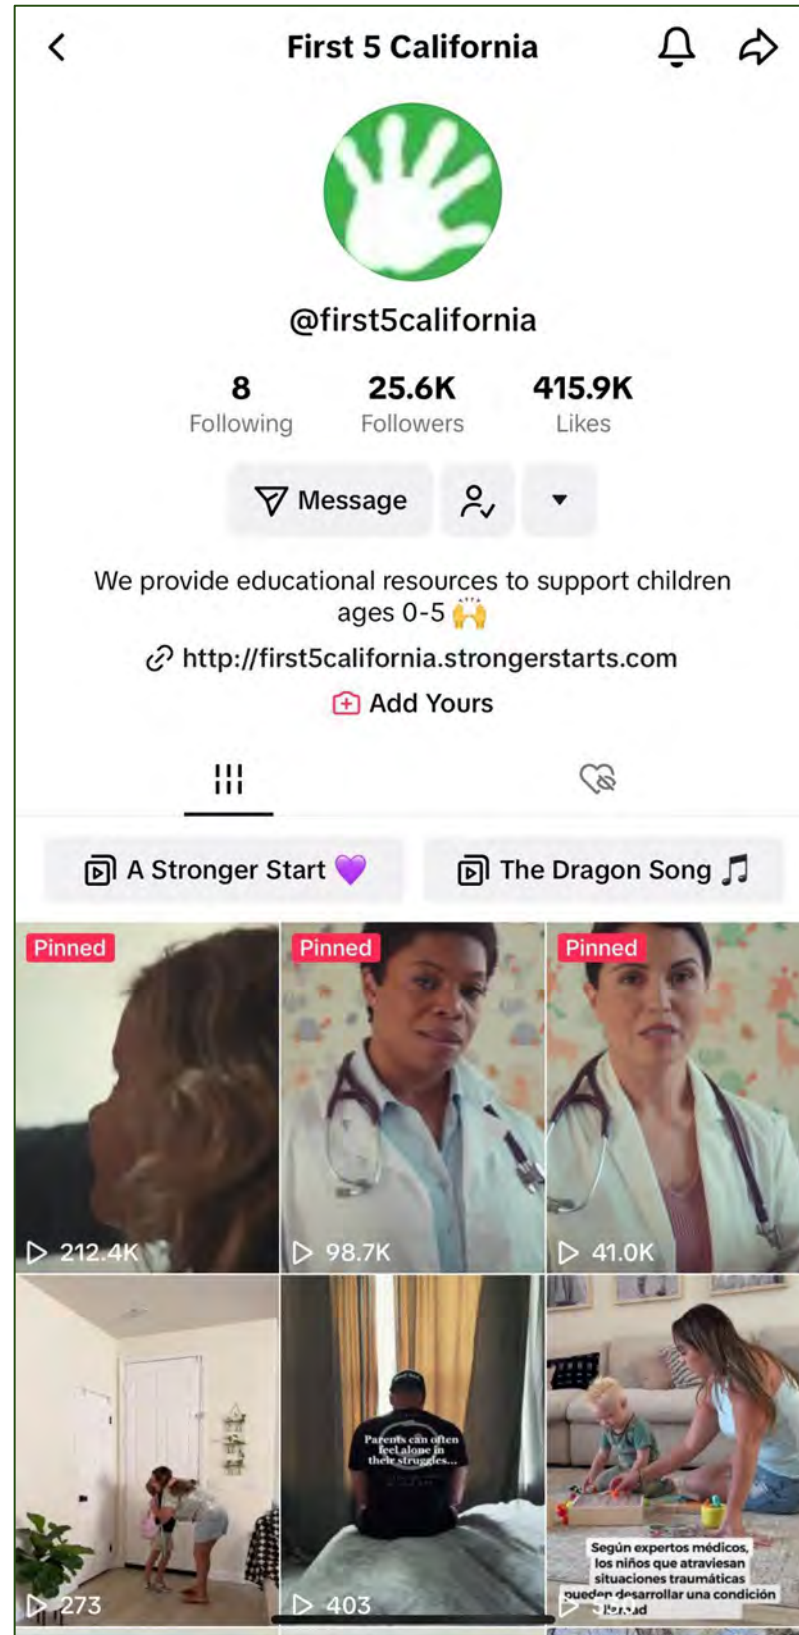 First 5 California
@first5california
8 25.6K 415.9K
Following Followers Likes
Message
We provide educational resources to support children
ages 0-5 🙌
http://first5california.strongerstarts.com
Add Yours
A Stronger Start 💜 The Dragon Song 🎵
Pinned Pinned Pinned
212.4K 98.7K 41.0K
Parents can often
feel alone in
their struggles...
Según expertos médicos,
los niños que atraviesan
situaciones traumáticas
pueden desarrollar una condición
273 403